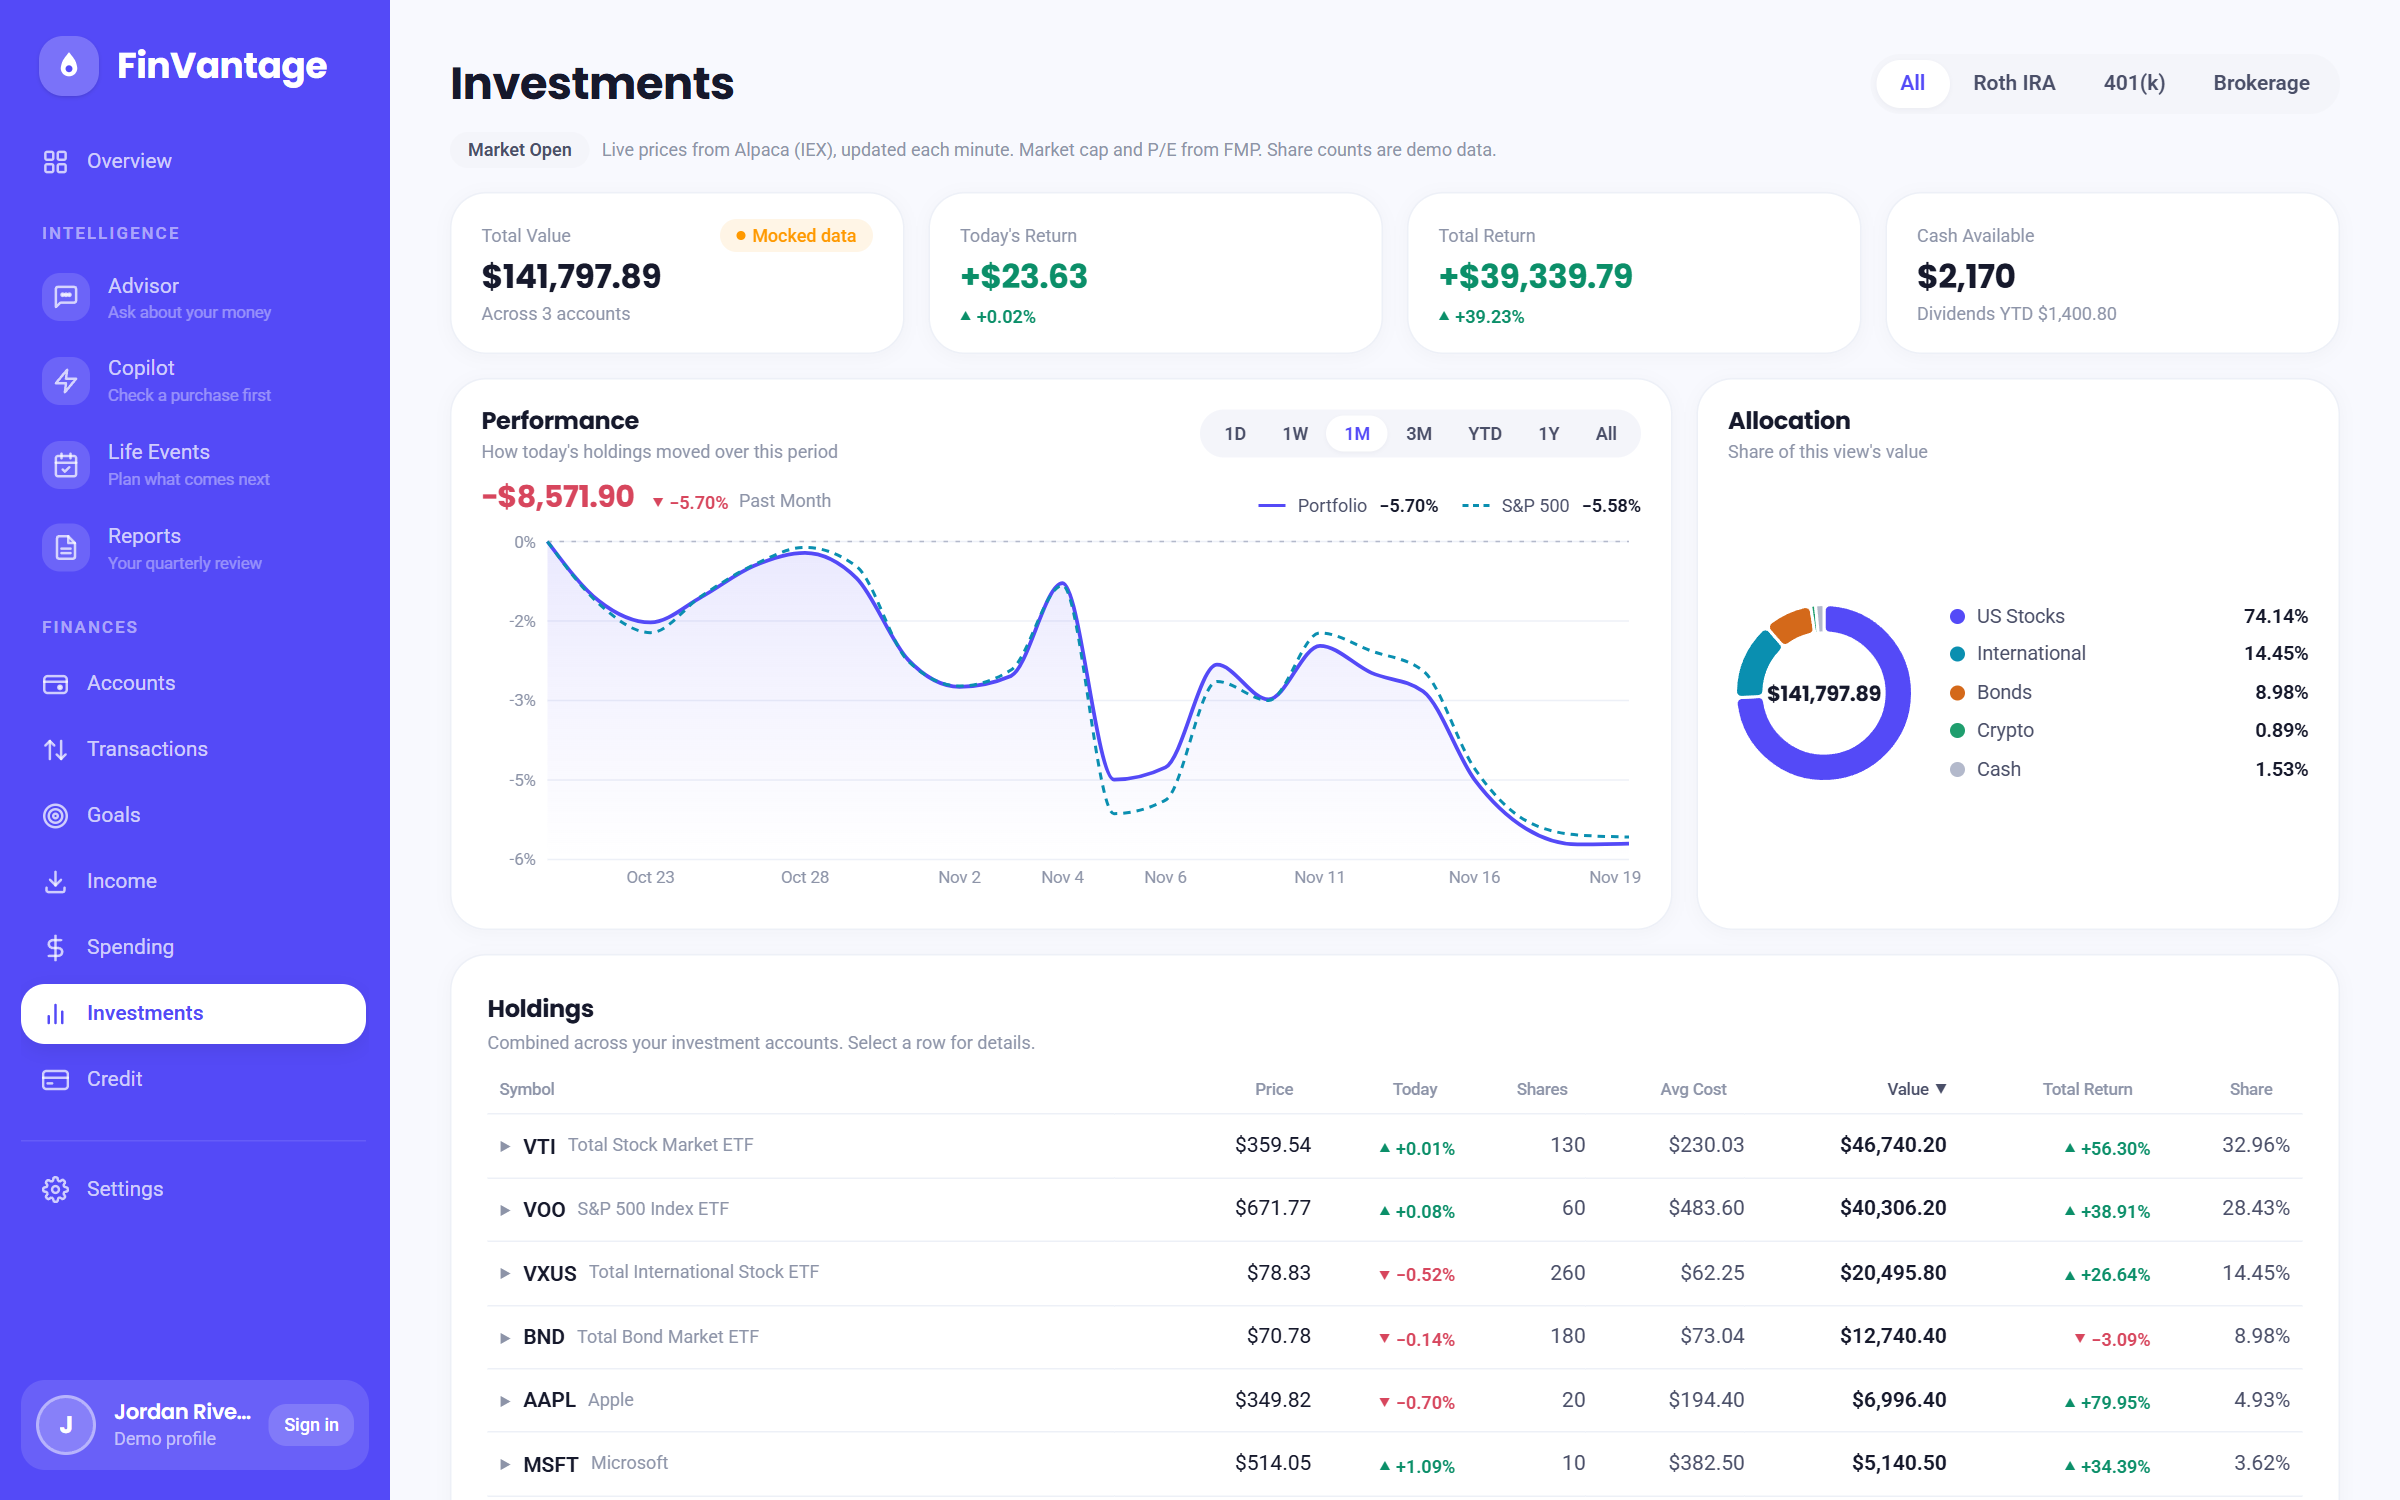 FinVantage
Overview
INTELLIGENCE
Advisor
Ask about your money
Copilot
Check a purchase first
Life Events
Plan what comes next
Reports
Your quarterly review
FINANCES
Accounts
Transactions
Goals
Income
Spending
Investments
Credit
Settings
J
Jordan Rive...
Demo profile
Sign in
Investments
All Roth IRA 401(k) Brokerage
Market Open Live prices from Alpaca (IEX), updated each minute. Market cap and P/E from FMP. Share counts are demo data.
Total Value Mocked data
$141,797.89
Across 3 accounts
Today's Return
+$23.63
▲ +0.02%
Total Return
+$39,339.79
▲ +39.23%
Cash Available
$2,170
Dividends YTD $1,400.80
Performance
How today's holdings moved over this period
1D 1W 1M 3M YTD 1Y All
−$8,571.90 ▼ −5.70% Past Month
Portfolio −5.70% S&P 500 −5.58%
0%
-2%
-3%
-5%
-6%
Oct 23 Oct 28 Nov 2 Nov 4 Nov 6 Nov 11 Nov 16 Nov 19
Allocation
Share of this view's value
$141,797.89
US Stocks 74.14%
International 14.45%
Bonds 8.98%
Crypto 0.89%
Cash 1.53%
Holdings
Combined across your investment accounts. Select a row for details.
Symbol Price Today Shares Avg Cost Value ▼ Total Return Share
▶ VTI Total Stock Market ETF $359.54 ▲ +0.01% 130 $230.03 $46,740.20 ▲ +56.30% 32.96%
▶ VOO S&P 500 Index ETF $671.77 ▲ +0.08% 60 $483.60 $40,306.20 ▲ +38.91% 28.43%
▶ VXUS Total International Stock ETF $78.83 ▼ −0.52% 260 $62.25 $20,495.80 ▲ +26.64% 14.45%
▶ BND Total Bond Market ETF $70.78 ▼ −0.14% 180 $73.04 $12,740.40 ▼ −3.09% 8.98%
▶ AAPL Apple $349.82 ▼ −0.70% 20 $194.40 $6,996.40 ▲ +79.95% 4.93%
▶ MSFT Microsoft $514.05 ▲ +1.09% 10 $382.50 $5,140.50 ▲ +34.39% 3.62%